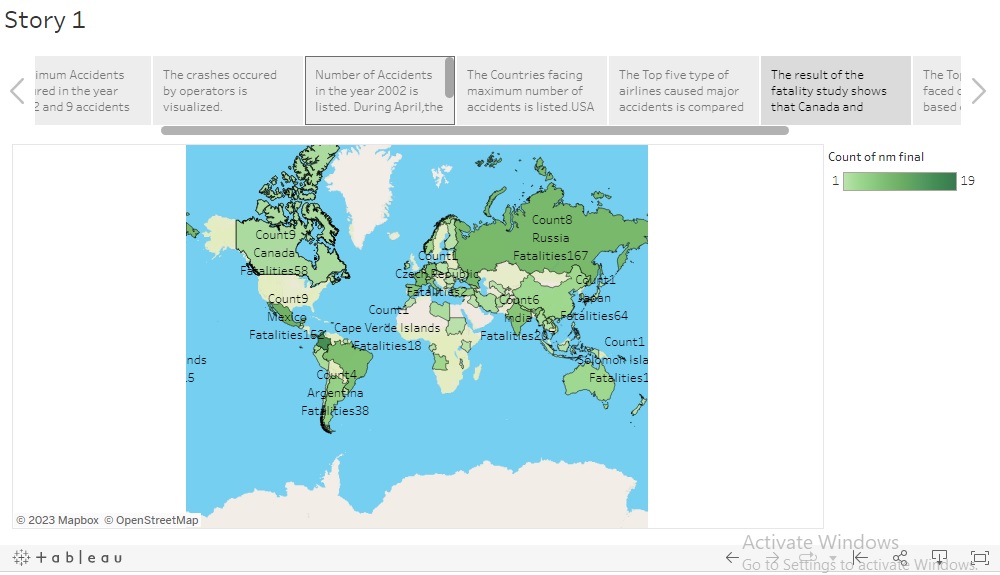 Story 1
imum Accidents
ured in the year
2 and 9 accidents
The crashes occured
by operators is
visualized.
Number of Accidents
in the year 2002 is
listed. During April,the
The Countries facing
maximum number of
accidents is listed.USA
The Top five type of
airlines caused major
accidents is compared
The result of the
fatality study shows
that Canada and
The Top
faced
based
Count of nm final
1
19
Count9
Canada
Fatalities58
Count8
Russia
Fatalities167
Count1
Czech Republic
Fatalities2
Count1
Japan
Fatalities64
Count9
Mexico
Count6
India
Count1
Cape Verde Islands
Fatalities18
Count1
Solomon Isla
Fatalities1
nds
5
Count4
Argentina
Fatalities38
© 2023 Mapbox © OpenStreetMap
+ableau
Activate Windows
Go to Settings to activate Windows.